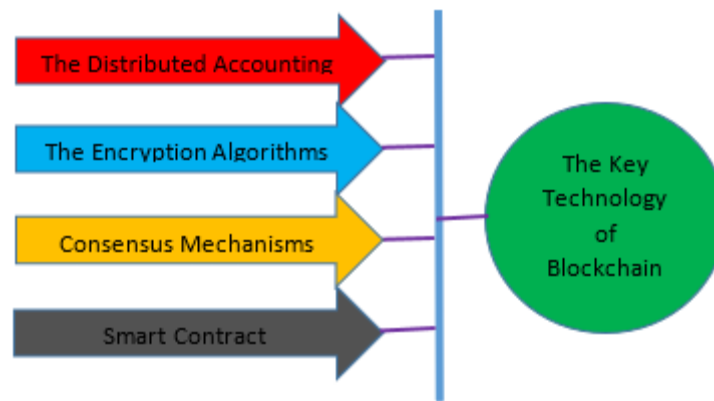 The Distributed Accounting
The Encryption Algorithms
Consensus Mechanisms
Smart Contract
The Key
Technology
of
Blockchain